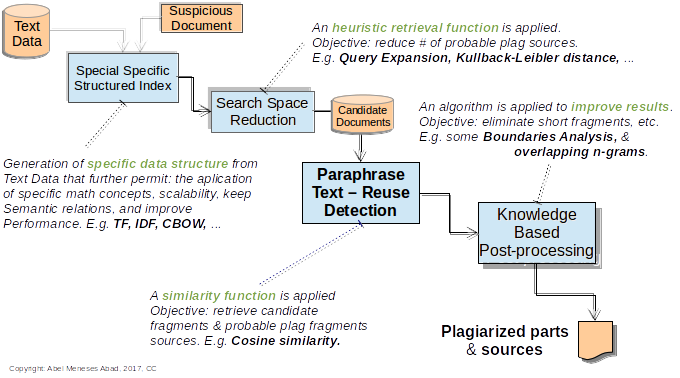 Text
Data
Suspicious
Document
An heuristic retrieval function is applied.
Objective: reduce # of probable plag sources.
E.g. Query Expansion, Kullback-Leibler distance, ...
Special Specific
Structured Index
Search Space
Reduction
Candidate
Documents
An algorithm is applied to improve results.
Objective: eliminate short fragments, etc.
E.g. some Boundaries Analysis, &
overlapping n-grams.
Generation of specific data structure from
Text Data that further permit: the aplication
of specific math concepts, scalability, keep
Semantic relations, and improve
Performance. E.g. TF, IDF, CBOW, ...
Paraphrase
Text – Reuse
Detection
Knowledge
Based
Post-processing
A similarity function is applied
Objective: retrieve candidate
fragments & probable plag fragments
sources. E.g. Cosine similarity.
Plagiarized parts
& sources
Copyright: Abel Meneses Abad, 2017, CC